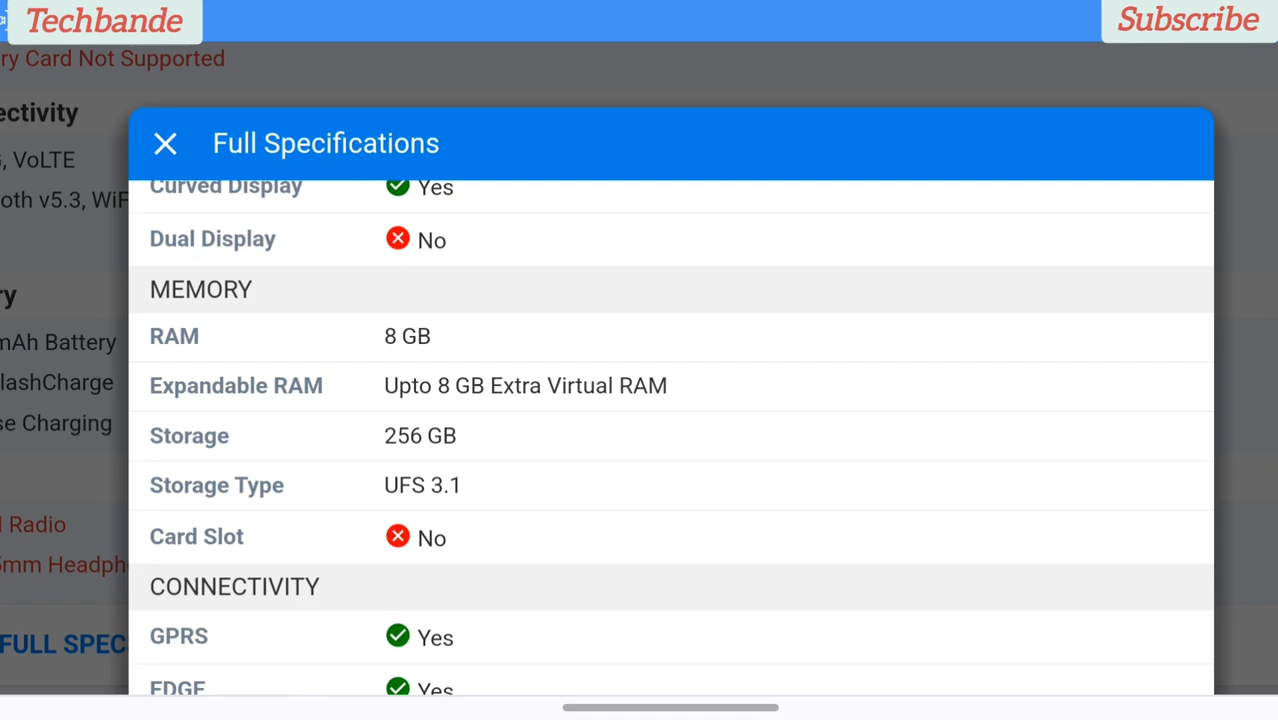 Techbande
Subscribe
ry Card Not Supported
ectivity
Full Specifications
, VoLTE
Curved Display Yes
oth v5.3, WiF
Dual Display No
MEMORY
ry
RAM 8 GB
mAh Battery
Expandable RAM Upto 8 GB Extra Virtual RAM
lashCharge
se Charging
Storage 256 GB
Storage Type UFS 3.1
Radio
Card Slot No
5mm Headph
CONNECTIVITY
GPRS Yes
FULL SPEC
EDGE Yes